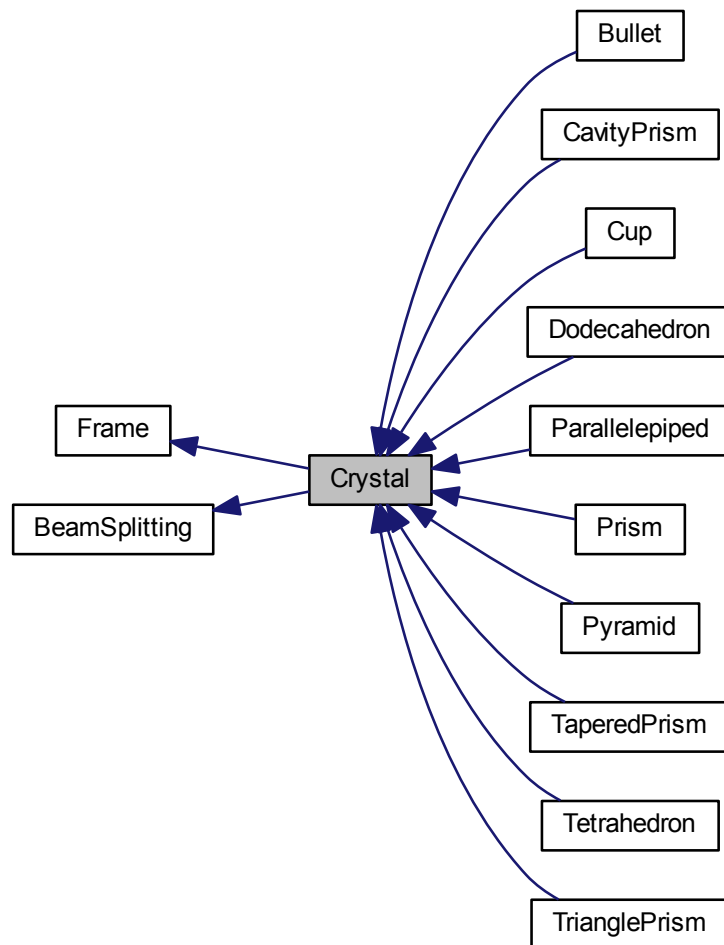 Bullet
CavityPrism
Cup
Dodecahedron
Frame
Parallelepiped
Crystal
BeamSplitting
Prism
Pyramid
TaperedPrism
Tetrahedron
TrianglePrism